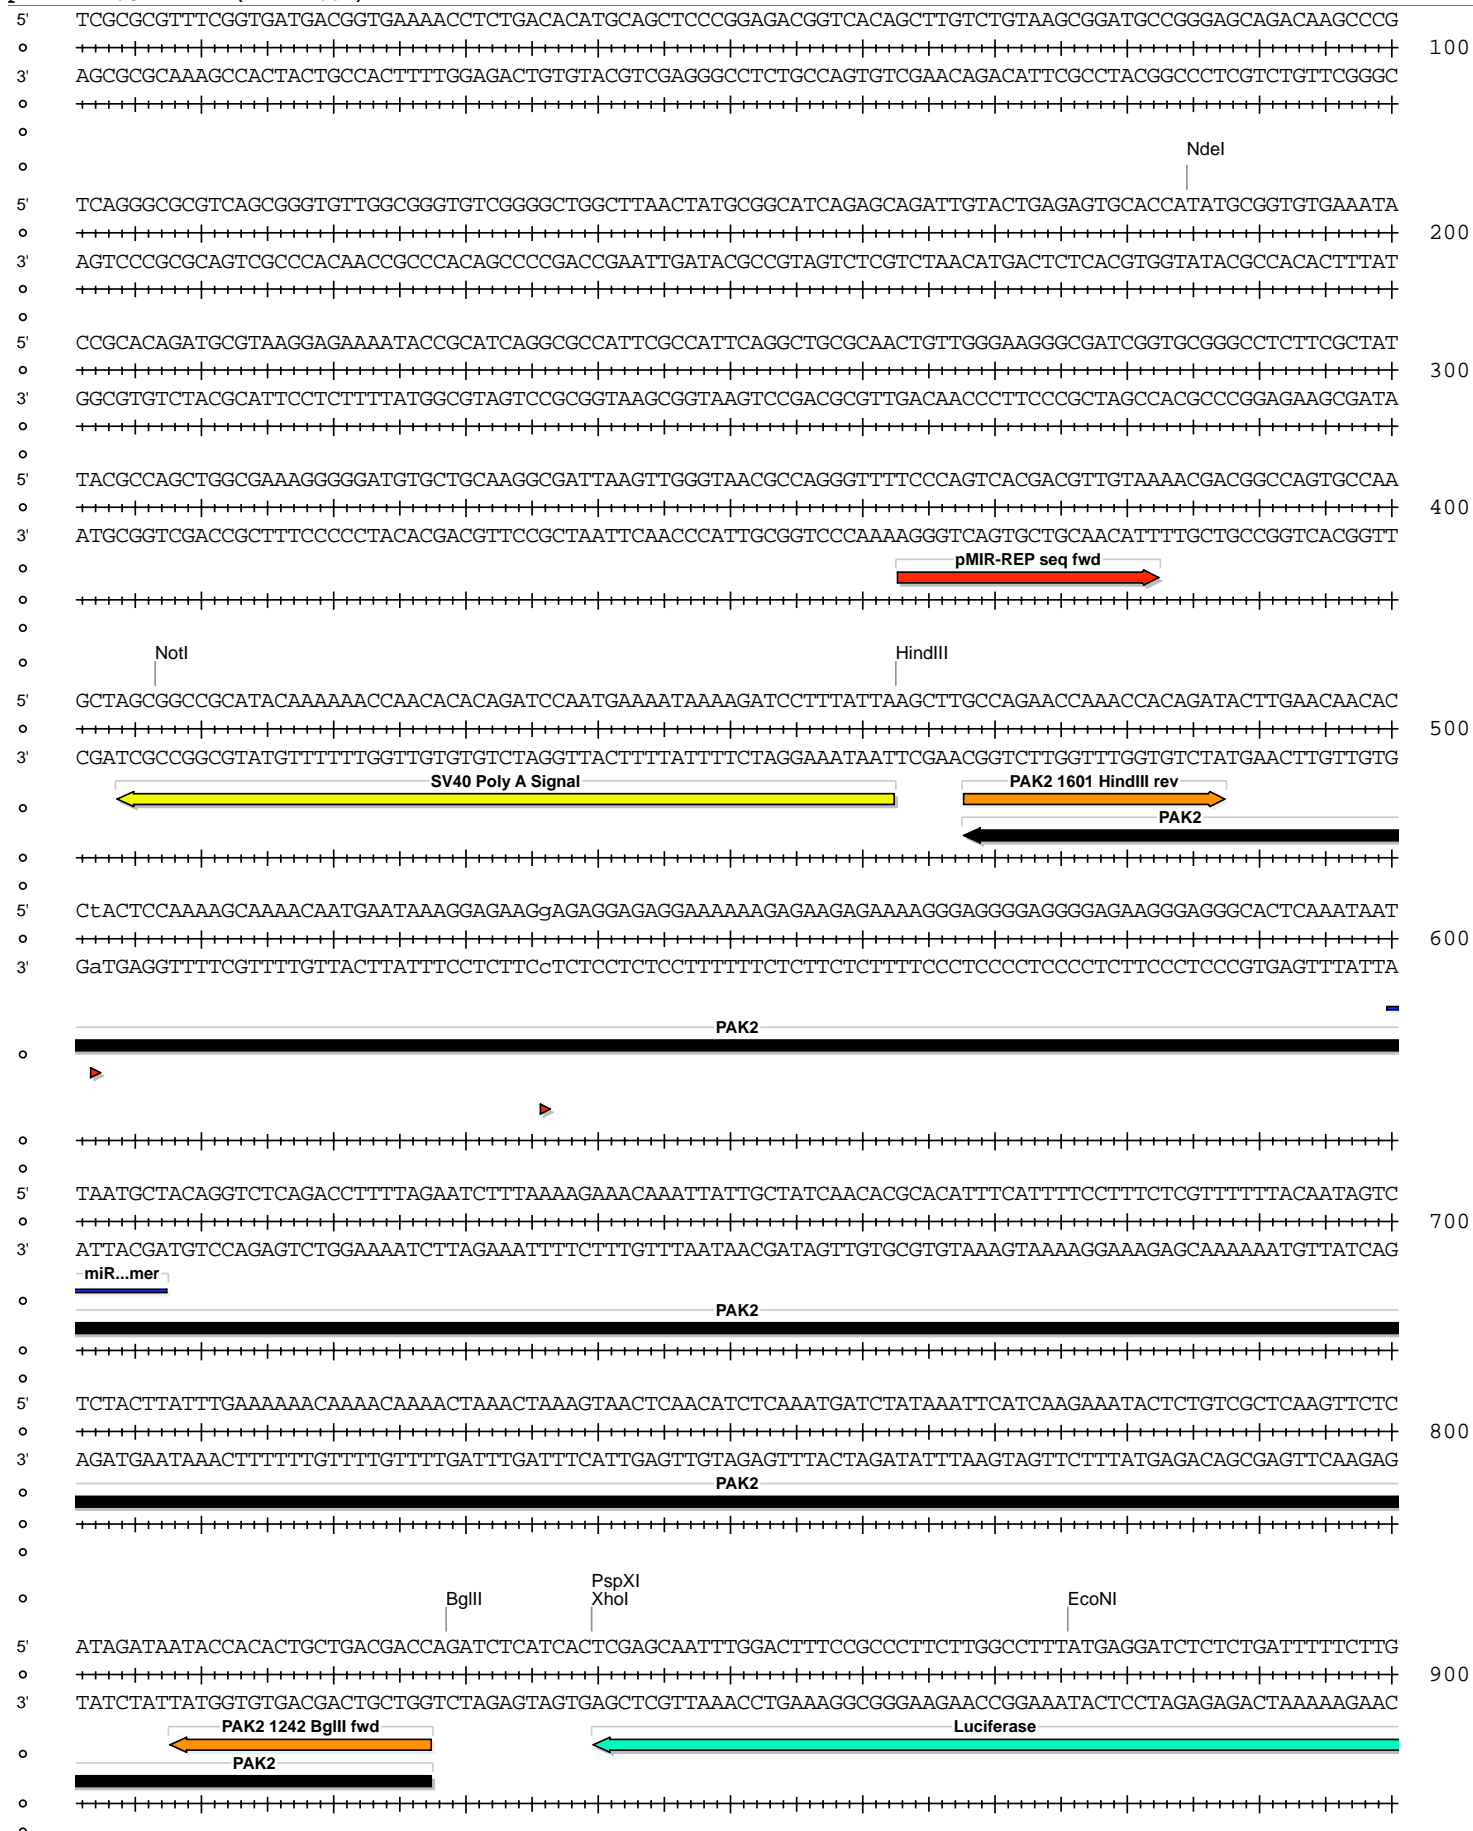 5' TCGCGCGTTTCGGTGATGACGGTGAAAACCTCTGACACATGCAGCTCCCGGAGACGGTCACAGCTTGTCTGTAAGCGGATGCCGGGAGCAGACAAGCCCG
100
3' AGCGCGCAAAGCCACTACTGCCACTTTTGGAGACTGTGTACGTCGAGGGCCTCTGCCAGTGTCGAACAGACATTCGCCTACGGCCCTCGTCTGTTCGGGC
NdeI
5' TCAGGGCGCGTCAGCGGGTGTTGGCGGGTGTCGGGGCTGGCTTAACTATGCGGCATCAGAGCAGATTGTACTGAGAGTGCACCATATGCGGTGTGAAATA
200
3' AGTCCCGCGCAGTCGCCCACAACCGCCCACAGCCCCGACCGAATTGATACGCCGTAGTCTCGTCTAACATGACTCTCACGTGGTATACGCCACACTTTAT
5' CCGCACAGATGCGTAAGGAGAAAATACCGCATCAGGCGCCATTCGCCATTCAGGCTGCGCAACTGTTGGGAAGGGCGATCGGTGCGGGCCTCTTCGCTAT
300
3' GGCGTGTCTACGCATTCCTCTTTTATGGCGTAGTCCGCGGTAAGCGGTAAGTCCGACGCGTTGACAACCCTTCCCGCTAGCCACGCCCGGAGAAGCGATA
5' TACGCCAGCTGGCGAAAGGGGGATGTGCTGCAAGGCGATTAAGTTGGGTAACGCCAGGGTTTTCCCAGTCACGACGTTGTAAAACGACGGCCAGTGCCAA
400
3' ATGCGGTCGACCGCTTTCCCCCTACACGACGTTCCGCTAATTCAACCCATTGCGGTCCCAAAAGGGTCAGTGCTGCAACATTTTGCTGCCGGTCACGGTT
pMIR-REP seq fwd
NotI HindIII
5' GCTAGCGGCCGCATACAAAAAACCAACACACAGATCCAATGAAAATAAAAGATCCTTTATTAAGCTTGCCAGAACCAAACCACAGATACTTGAACAACAC
500
3' CGATCGCCGGCGTATGTTTTTTGGTTGTGTGTCTAGGTTACTTTTATTTTCTAGGAAATAATTCGAACGGTCTTGGTTTGGTGTCTATGAACTTGTTGTG
SV40 Poly A Signal PAK2 1601 HindIII rev
PAK2
5' CtACTCCAAAAGCAAAACAATGAATAAAGGAGAAGgAGAGGAGAGGAAAAAAGAGAAGAGAAAAGGGAGGGGAGGGGAGAAGGGAGGGCACTCAAATAAT
600
3' GaTGAGGTTTTCGTTTTGTTACTTATTTCCTCTTCcTCTCCTCTCCTTTTTTCTCTTCTCTTTTCCCTCCCCTCCCCTCTTCCCTCCCGTGAGTTTATTA
PAK2
5' TAATGCTACAGGTCTCAGACCTTTTAGAATCTTTAAAAGAAACAAATTATTGCTATCAACACGCACATTTCATTTTCCTTTCTCGTTTTTTACAATAGTC
700
3' ATTACGATGTCCAGAGTCTGGAAAATCTTAGAAATTTTCTTTGTTTAATAACGATAGTTGTGCGTGTAAAGTAAAAGGAAAGAGCAAAAAATGTTATCAG
miR...mer
PAK2
5' TCTACTTATTTGAAAAAACAAAACAAAACTAAACTAAAGTAACTCAACATCTCAAATGATCTATAAATTCATCAAGAAATACTCTGTCGCTCAAGTTCTC
800
3' AGATGAATAAACTTTTTTGTTTTGTTTTGATTTGATTTCATTGAGTTGTAGAGTTTACTAGATATTTAAGTAGTTCTTTATGAGACAGCGAGTTCAAGAG
PAK2
PspXI
BglII XhoI EcoNI
5' ATAGATAATACCACACTGCTGACGACCAGATCTCATCACTCGAGCAATTTGGACTTTCCGCCCTTCTTGGCCTTTATGAGGATCTCTCTGATTTTTCTTG
900
3' TATCTATTATGGTGTGACGACTGCTGGTCTAGAGTAGTGAGCTCGTTAAACCTGAAAGGCGGGAAGAACCGGAAATACTCCTAGAGAGACTAAAAAGAAC
PAK2 1242 BglII fwd Luciferase
PAK2